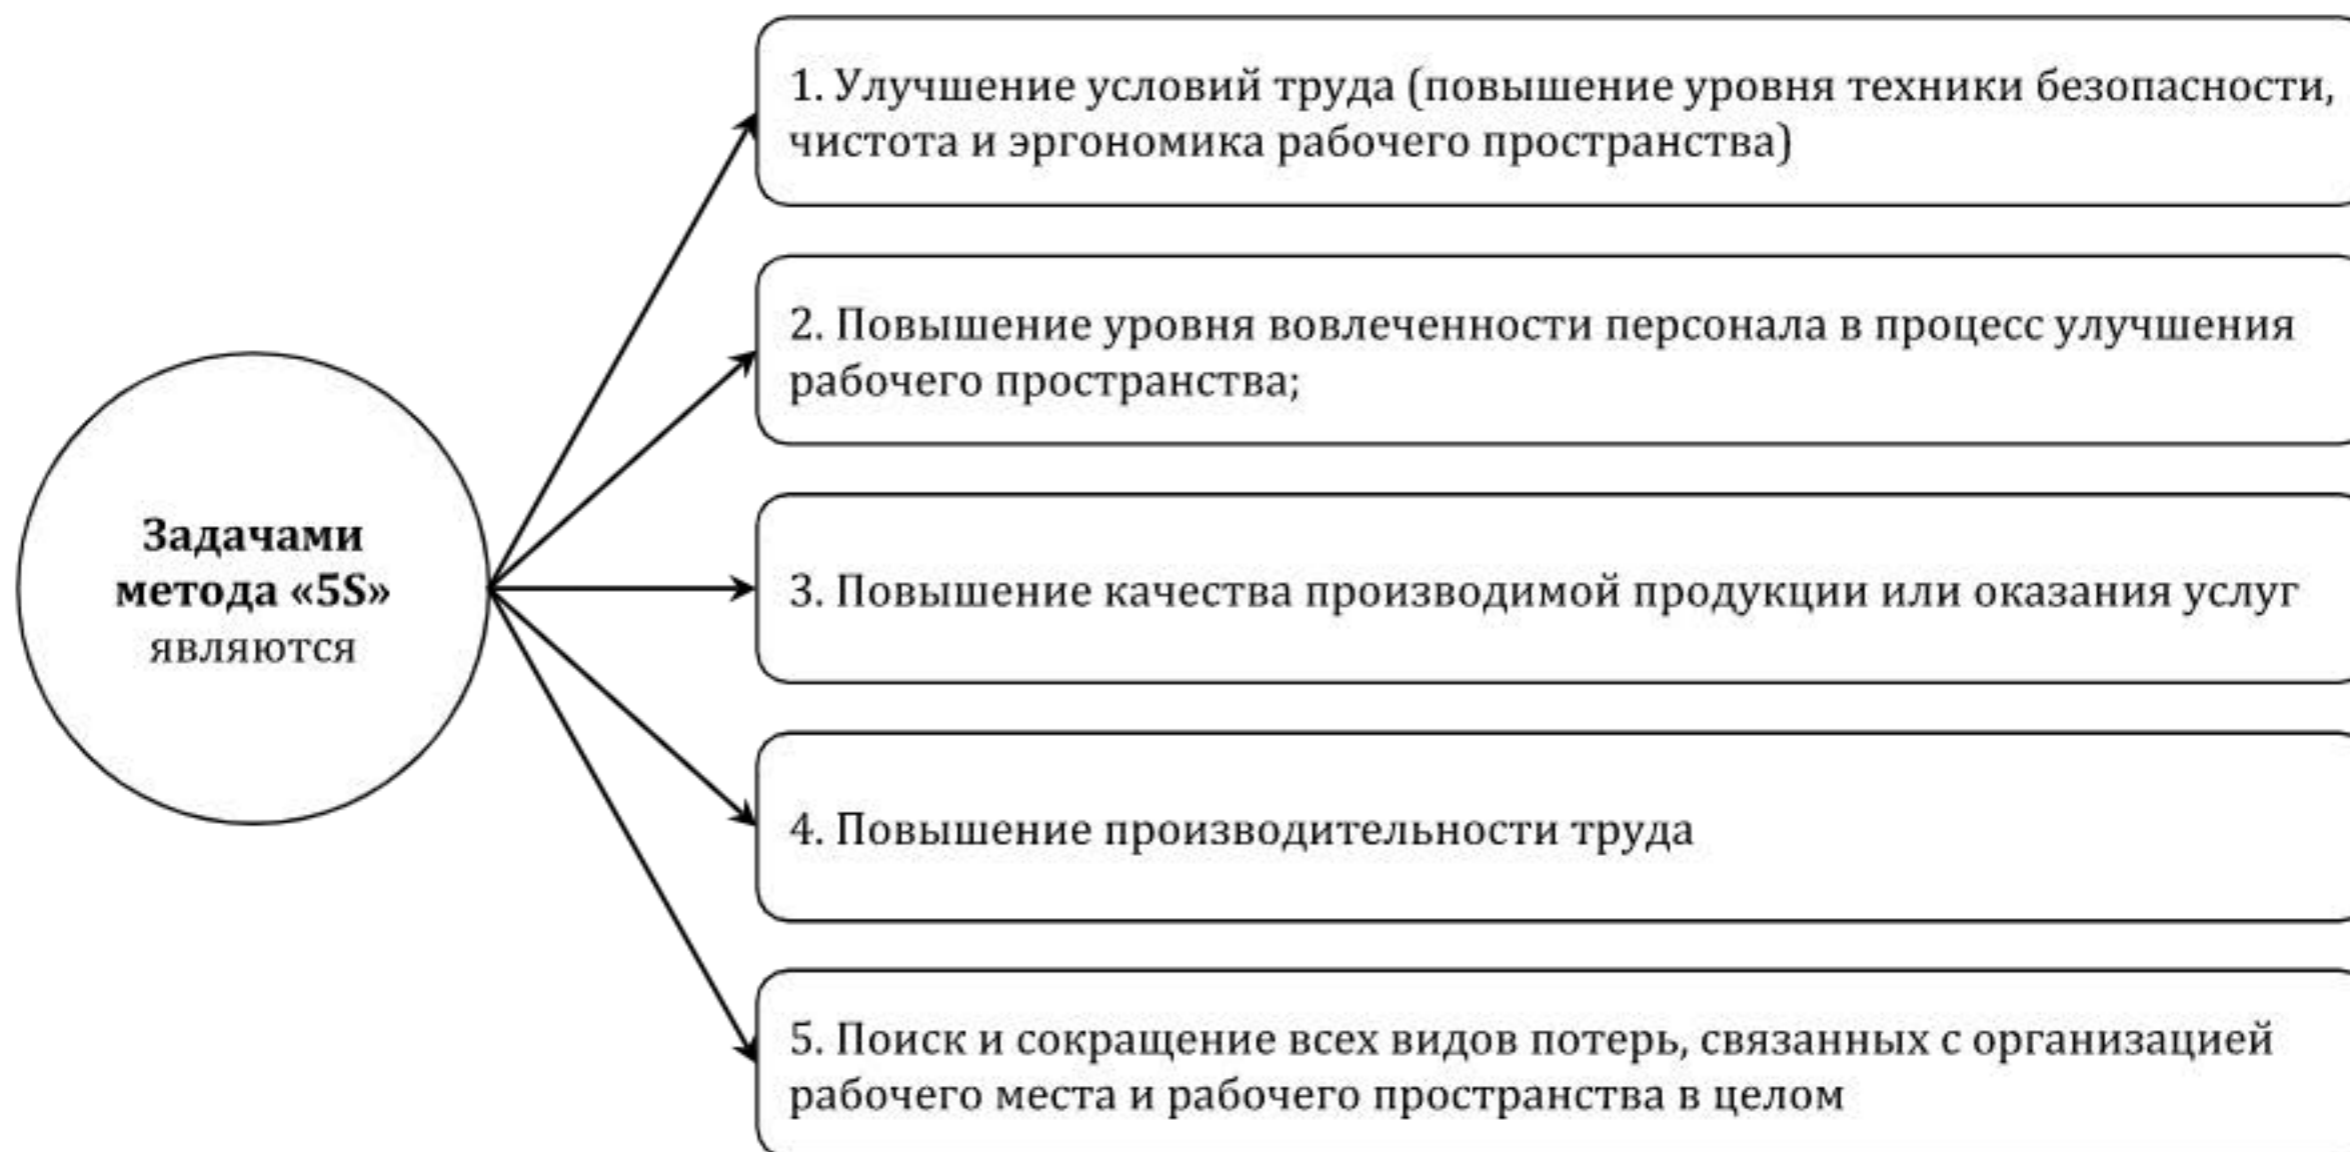 Задачами
метода «5S»
являются
1. Улучшение условий труда (повышение уровня техники безопасности,
чистота и эргономика рабочего пространства)
2. Повышение уровня вовлеченности персонала в процесс улучшения
рабочего пространства;
3. Повышение качества производимой продукции или оказания услуг
4. Повышение производительности труда
5. Поиск и сокращение всех видов потерь, связанных с организацией
рабочего места и рабочего пространства в целом